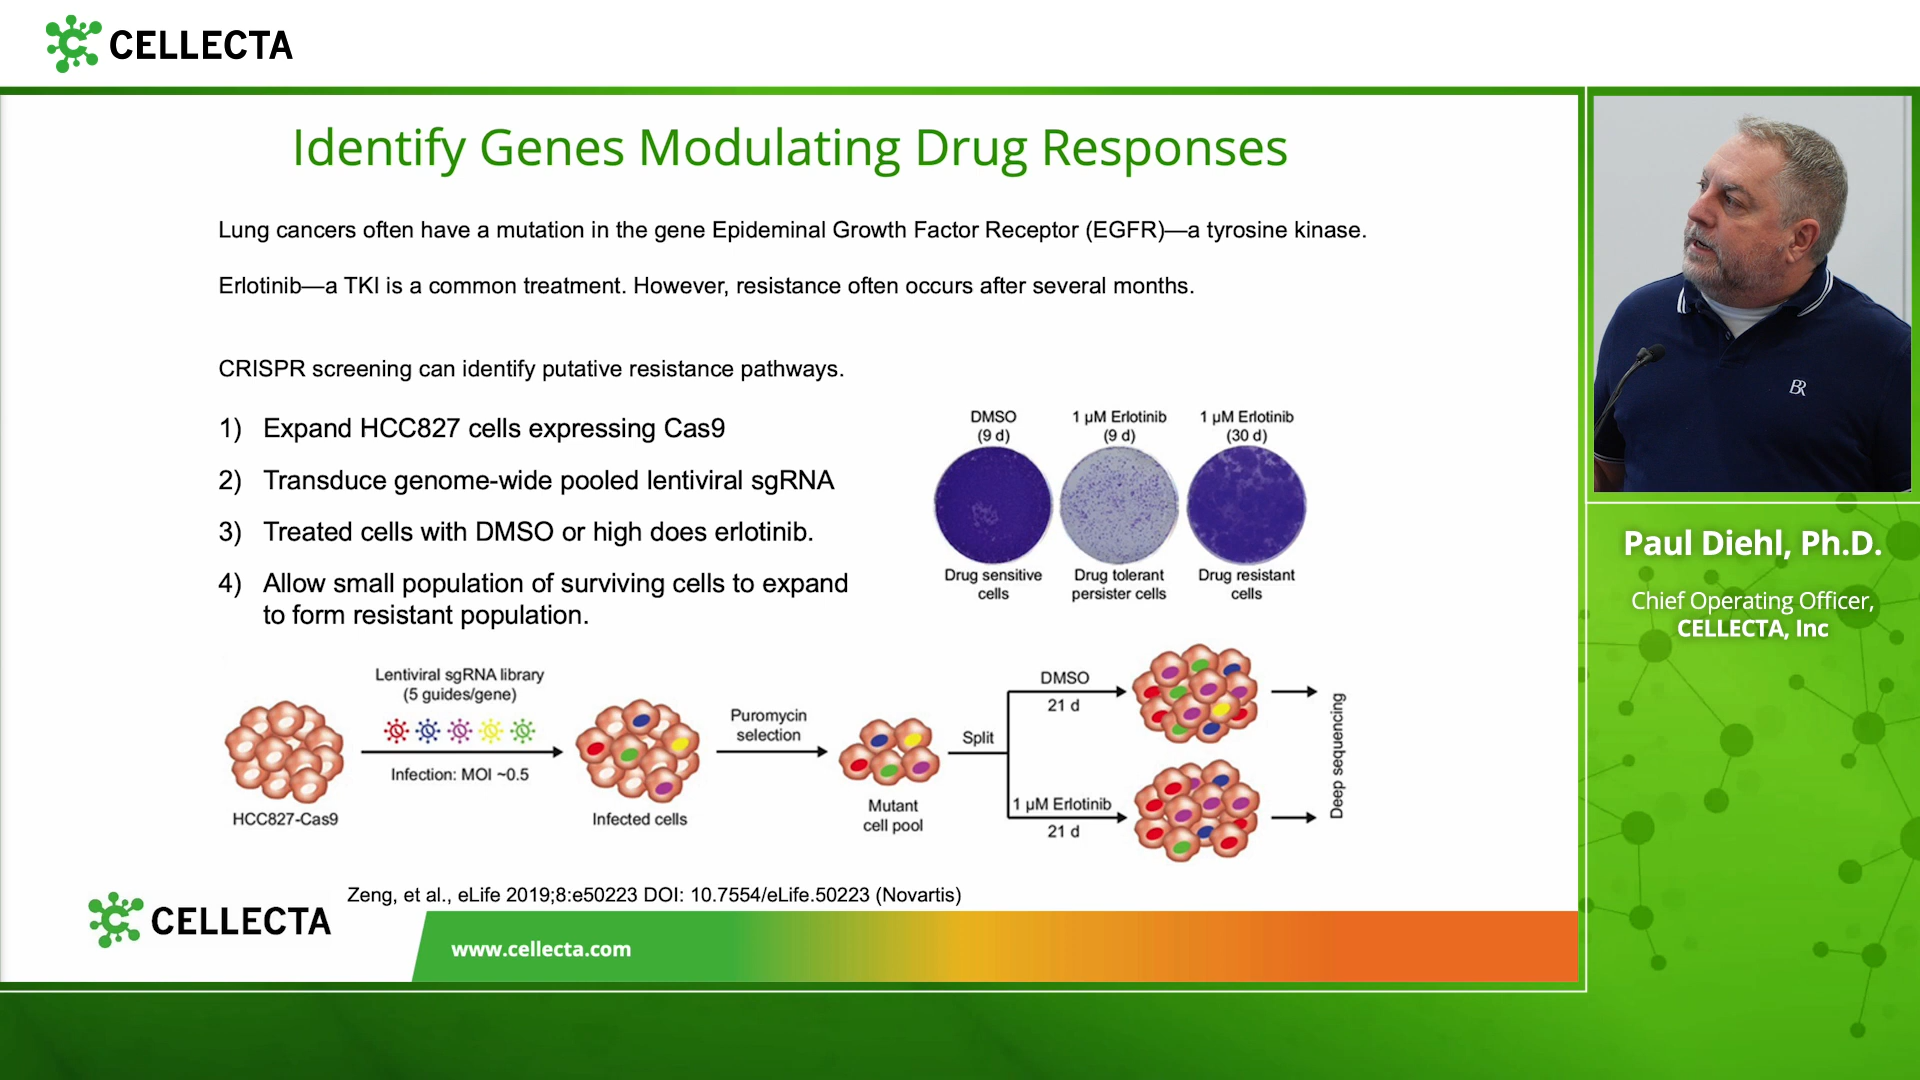 CELLECTA
Identify Genes Modulating Drug Responses
Lung cancers often have a mutation in the gene Epideminal Growth Factor Receptor (EGFR)—a tyrosine kinase.
Erlotinib—a TKI is a common treatment. However, resistance often occurs after several months.
CRISPR screening can identify putative resistance pathways.
1) Expand HCC827 cells expressing Cas9
2) Transduce genome-wide pooled lentiviral sgRNA
3) Treated cells with DMSO or high does erlotinib.
4) Allow small population of surviving cells to expand
to form resistant population.
DMSO
(9 d)
1 µM Erlotinib
(9 d)
1 µM Erlotinib
(30 d)
Drug sensitive
cells
Drug tolerant
persister cells
Drug resistant
cells
Lentiviral sgRNA library
(5 guides/gene)
Infection: MOI ~0.5
HCC827-Cas9
Infected cells
Puromycin
selection
Mutant
cell pool
Split
DMSO
21 d
1 µM Erlotinib
21 d
Deep sequencing
Zeng, et al., eLife 2019;8:e50223 DOI: 10.7554/eLife.50223 (Novartis)
CELLECTA
www.cellecta.com
BR
Paul Diehl, Ph.D.
Chief Operating Officer,
CELLECTA, Inc